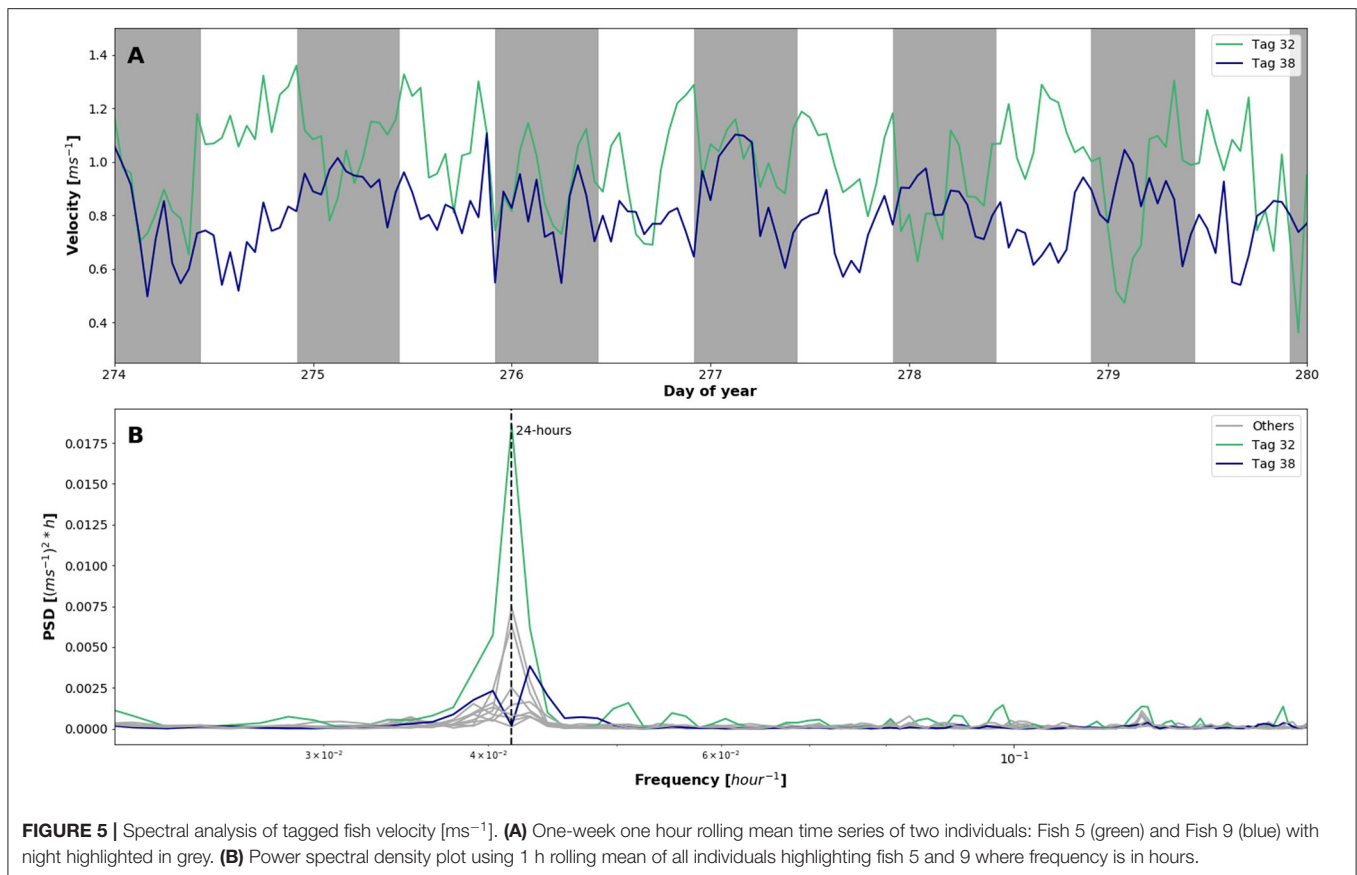 A
Tag 32
Tag 38
1.4
1.2
1.0
0.8
0.6
0.4
Velocity [ms⁻¹]
274
275
276
277
278
279
280
Day of year
B
24-hours
Others
Tag 32
Tag 38
0.0175
0.0150
0.0125
0.0100
0.0075
0.0050
0.0025
0.0000
PSD [(ms⁻¹)² * h]
3 × 10⁻²
4 × 10⁻²
6 × 10⁻²
10⁻¹
Frequency [hour⁻¹]
FIGURE 5 | Spectral analysis of tagged fish velocity [ms⁻¹]. (A) One-week one hour rolling mean time series of two individuals: Fish 5 (green) and Fish 9 (blue) with
night highlighted in grey. (B) Power spectral density plot using 1 h rolling mean of all individuals highlighting fish 5 and 9 where frequency is in hours.